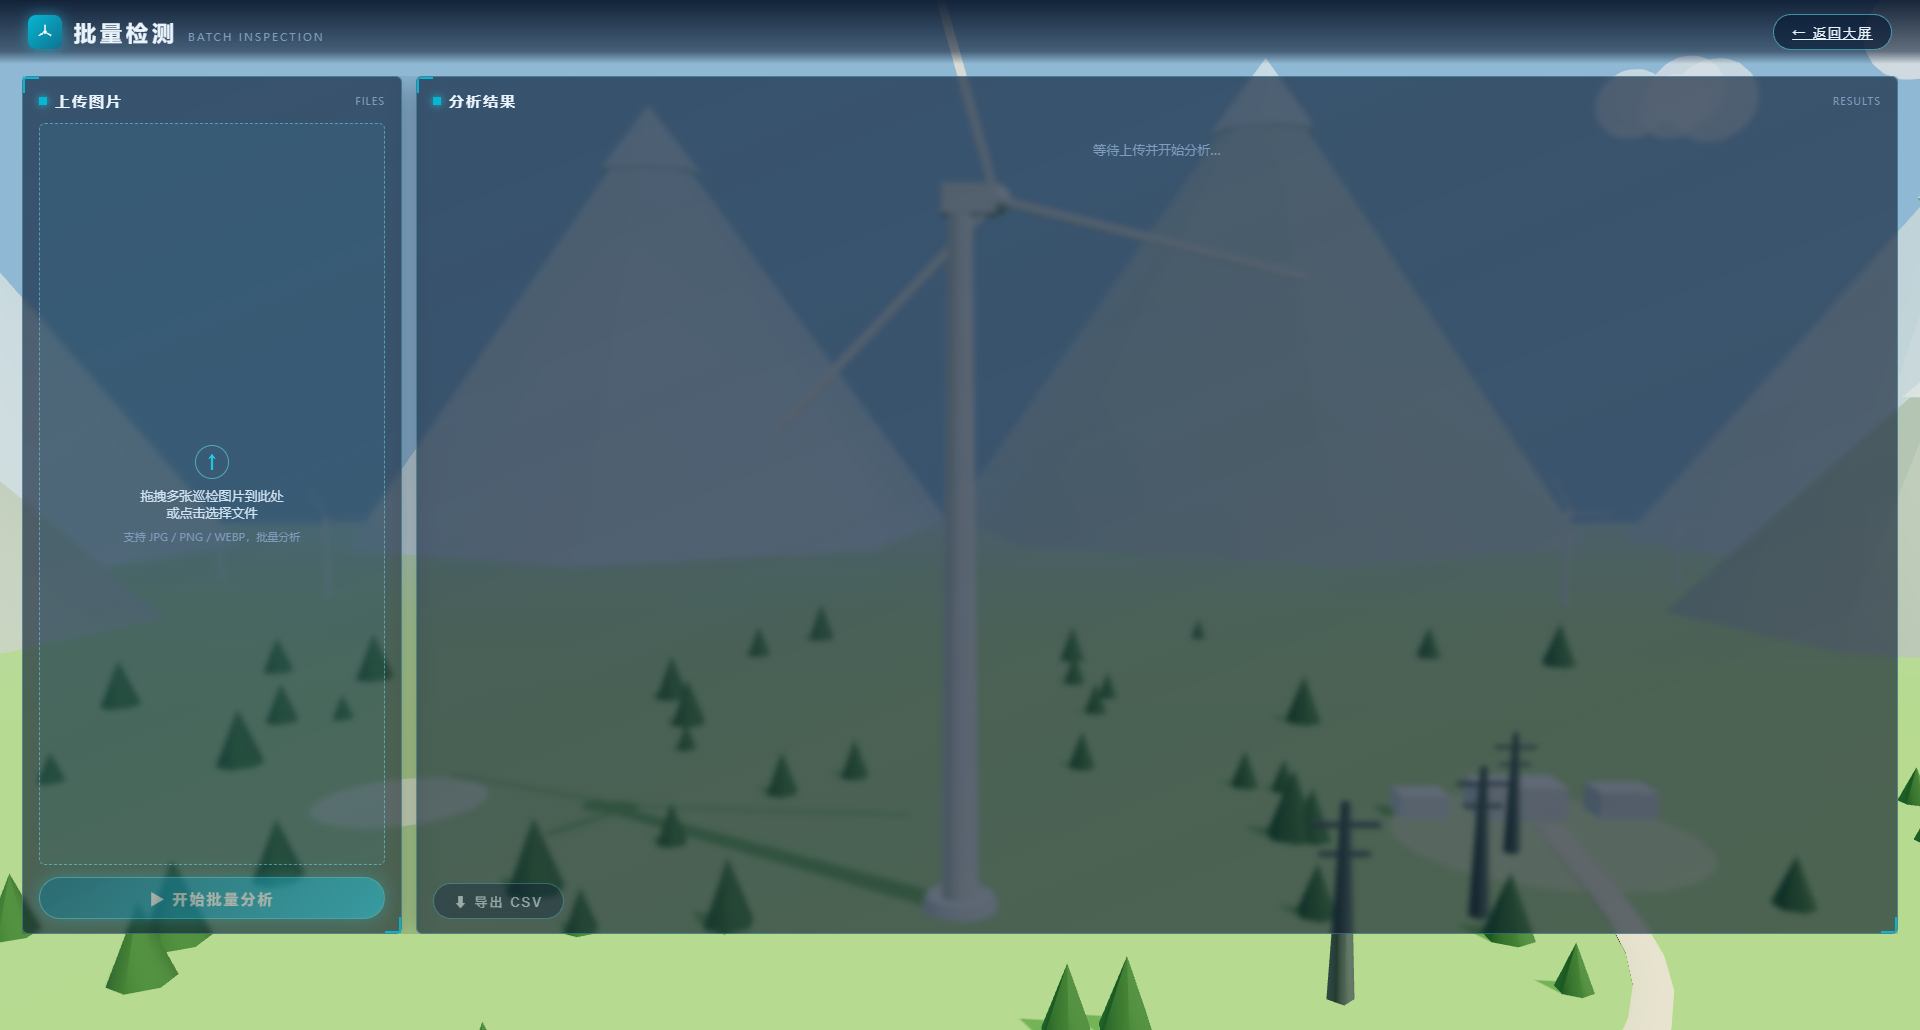 批量检测 BATCH INSPECTION
← 返回大屏
上传图片 FILES
↑
拖拽多张巡检图片到此处
或点击选择文件
支持 JPG / PNG / WEBP，批量分析
▶ 开始批量分析
分析结果 RESULTS
等待上传并开始分析...
⬇ 导出 CSV